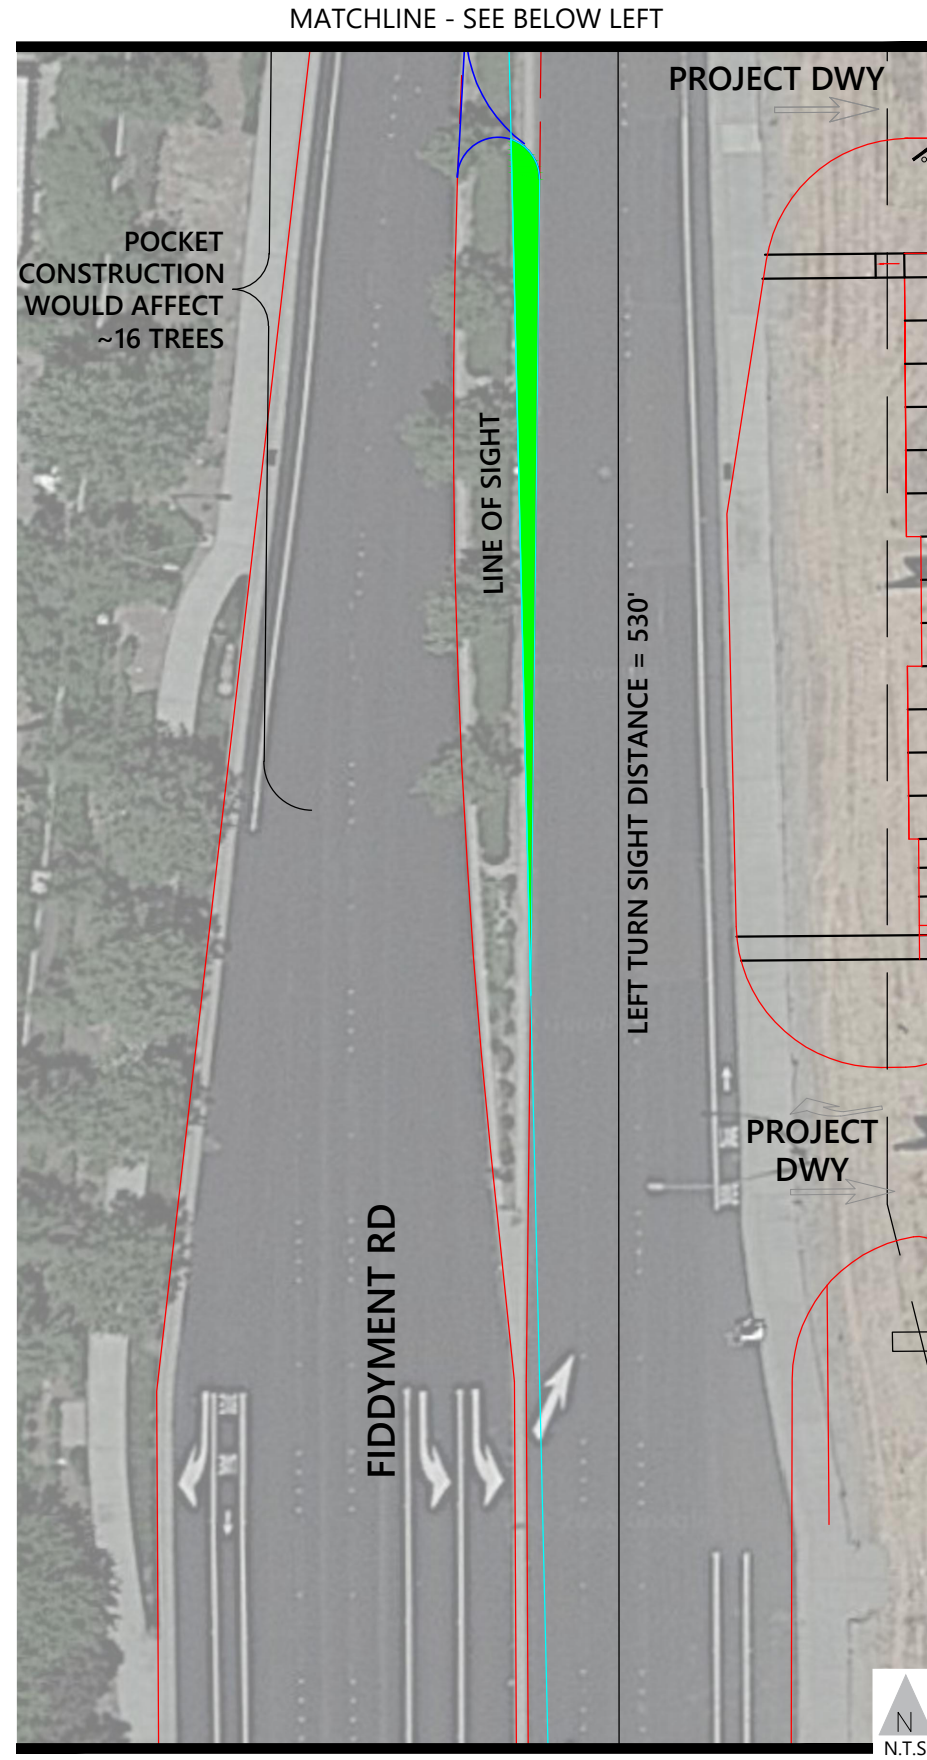 MATCHLINE - SEE BELOW LEFT
PROJECT DWY
POCKET
CONSTRUCTION
WOULD AFFECT
~16 TREES
LINE OF SIGHT
LEFT TURN SIGHT DISTANCE = 530'
PROJECT
DWY
FIDDYMENT RD
N
N.T.S